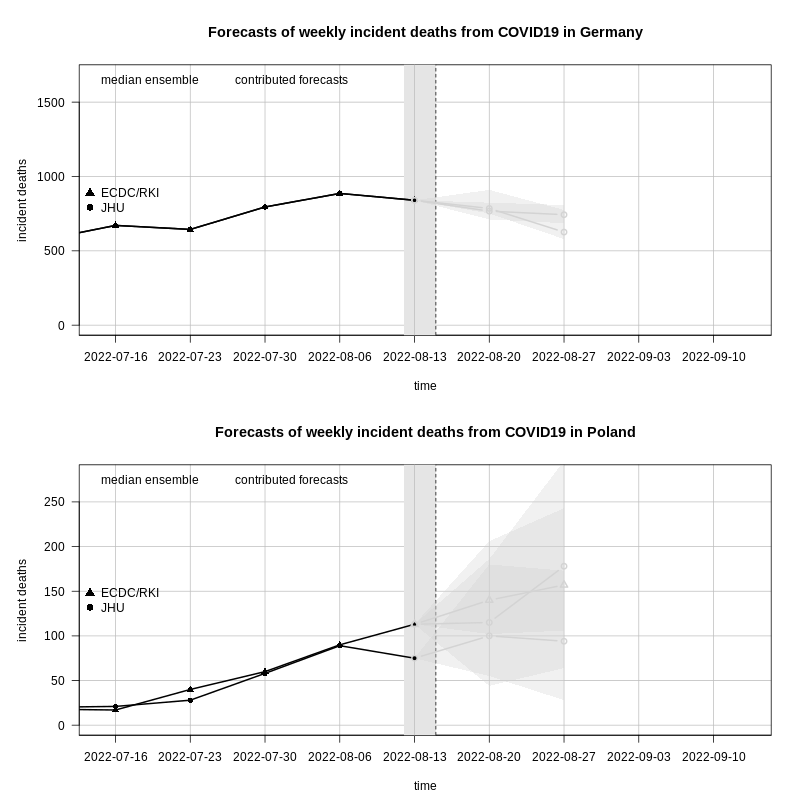 Forecasts of weekly incident deaths from COVID19 in Germany
median ensemble contributed forecasts
1500
1000
ECDC/RKI
JHU
500
0
incident deaths
2022-07-16 2022-07-23 2022-07-30 2022-08-06 2022-08-13 2022-08-20 2022-08-27 2022-09-03 2022-09-10
time
Forecasts of weekly incident deaths from COVID19 in Poland
median ensemble contributed forecasts
250
200
150
ECDC/RKI
JHU
100
50
0
incident deaths
2022-07-16 2022-07-23 2022-07-30 2022-08-06 2022-08-13 2022-08-20 2022-08-27 2022-09-03 2022-09-10
time